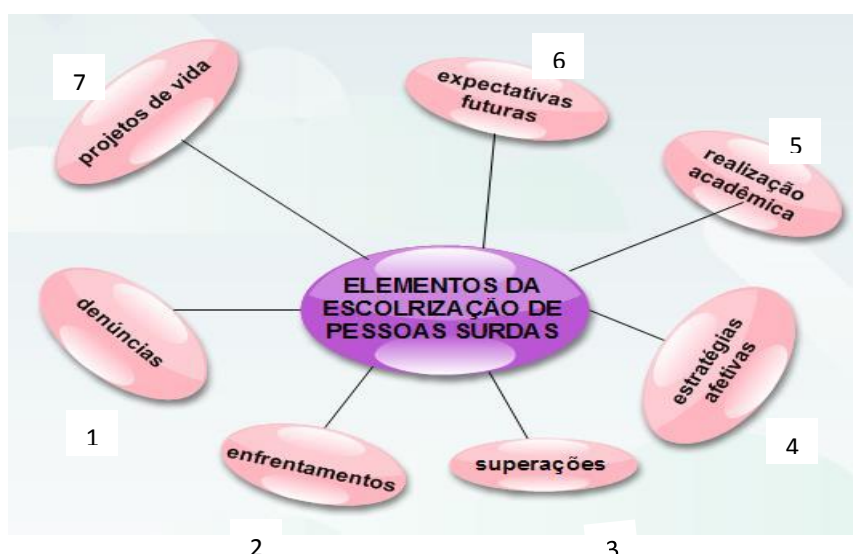 7
projetos de vida
6
expectativas
futuras
5
realização
acadêmica
ELEMENTOS DA
ESCOLRIZAÇÃO DE
PESSOAS SURDAS
denúncias
1
enfrentamentos
2
superações
3
estratégias
afetivas
4